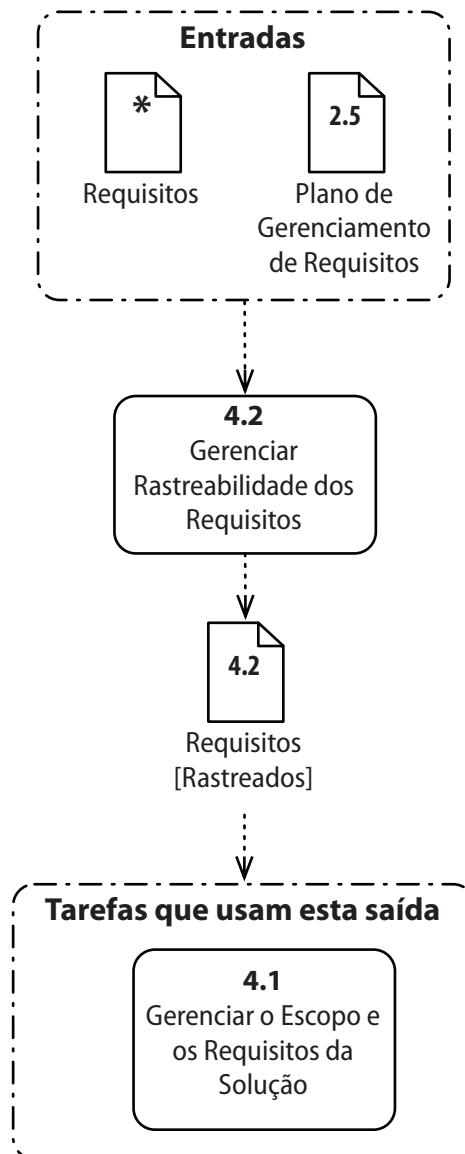 Entradas
* 2.5
Requisitos Plano de
Gerenciamento
de Requisitos
4.2
Gerenciar
Rastreabilidade dos
Requisitos
4.2
Requisitos
[Rastreados]
Tarefas que usam esta saída
4.1
Gerenciar o Escopo e
os Requisitos da
Solução